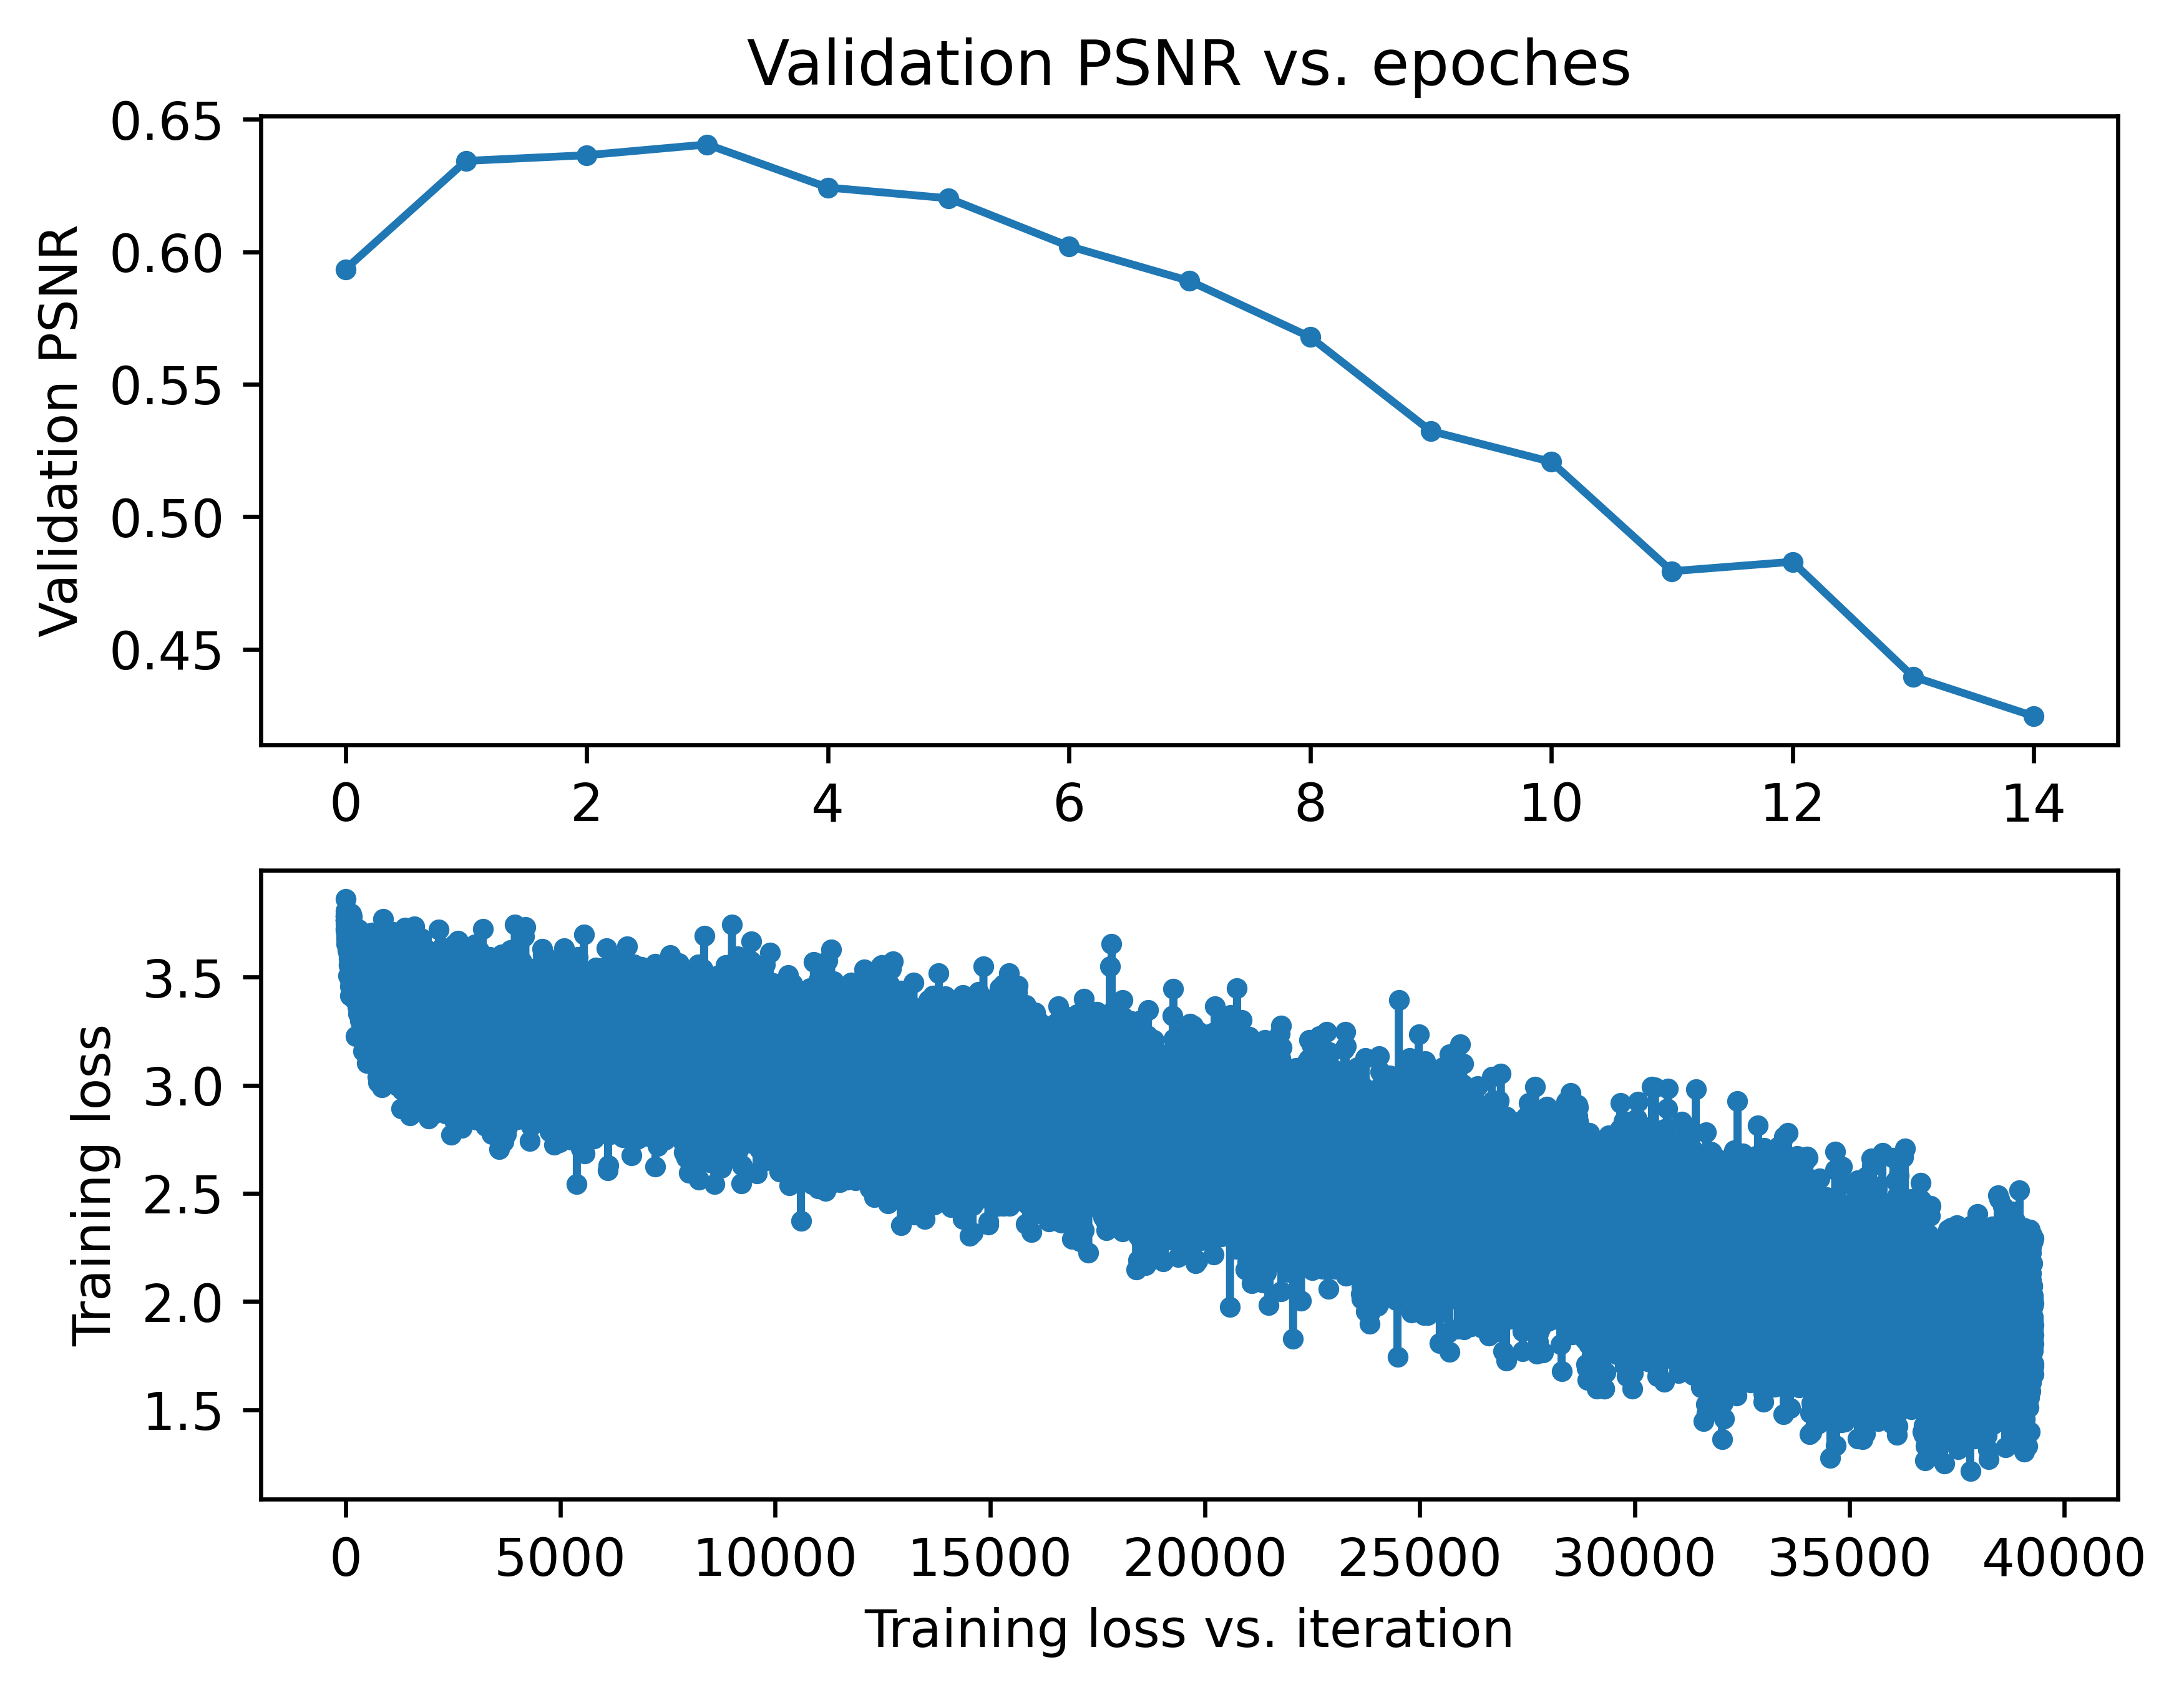 Validation PSNR vs. epoches
Validation PSNR
0.65
0.60
0.55
0.50
0.45
0 2 4 6 8 10 12 14
Training loss
3.5
3.0
2.5
2.0
1.5
0 5000 10000 15000 20000 25000 30000 35000 40000
Training loss vs. iteration